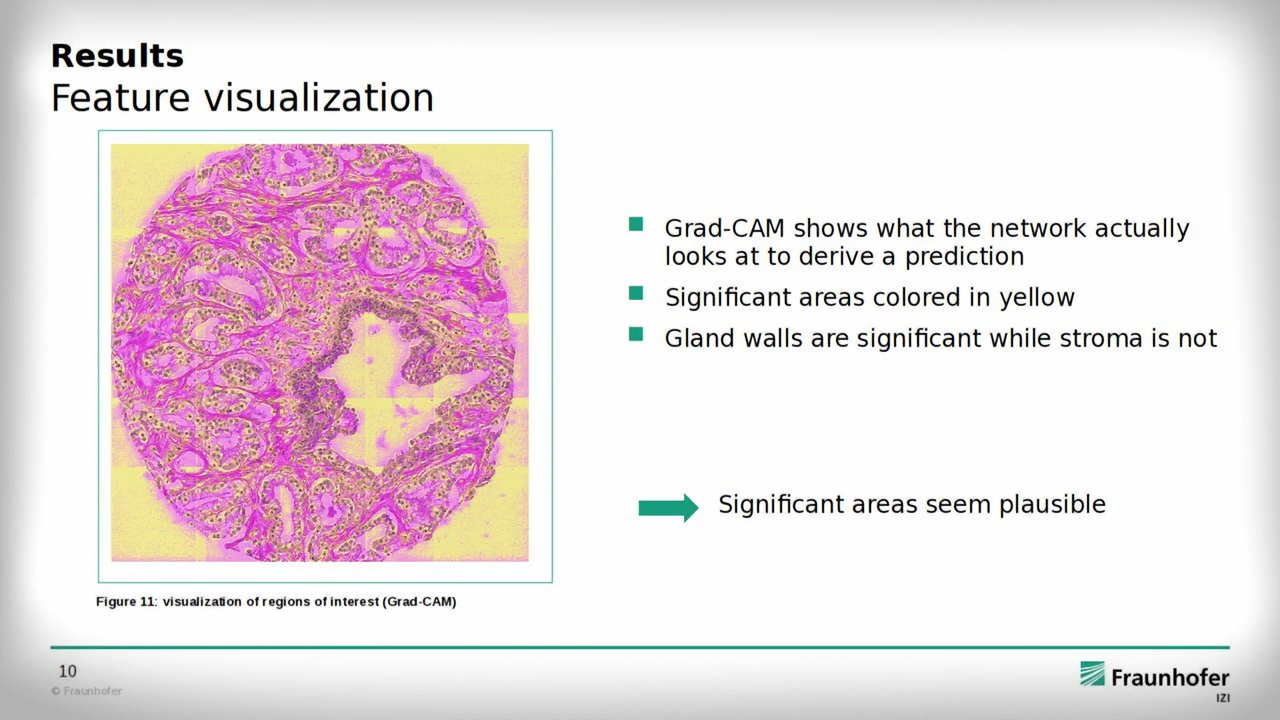 Results
Feature visualization
Grad-CAM shows what the network actually
looks at to derive a prediction
Significant areas colored in yellow
Gland walls are significant while stroma is not
Significant areas seem plausible
Figure 11: visualization of regions of interest (Grad-CAM)
10
© Fraunhofer
Fraunhofer
IZI